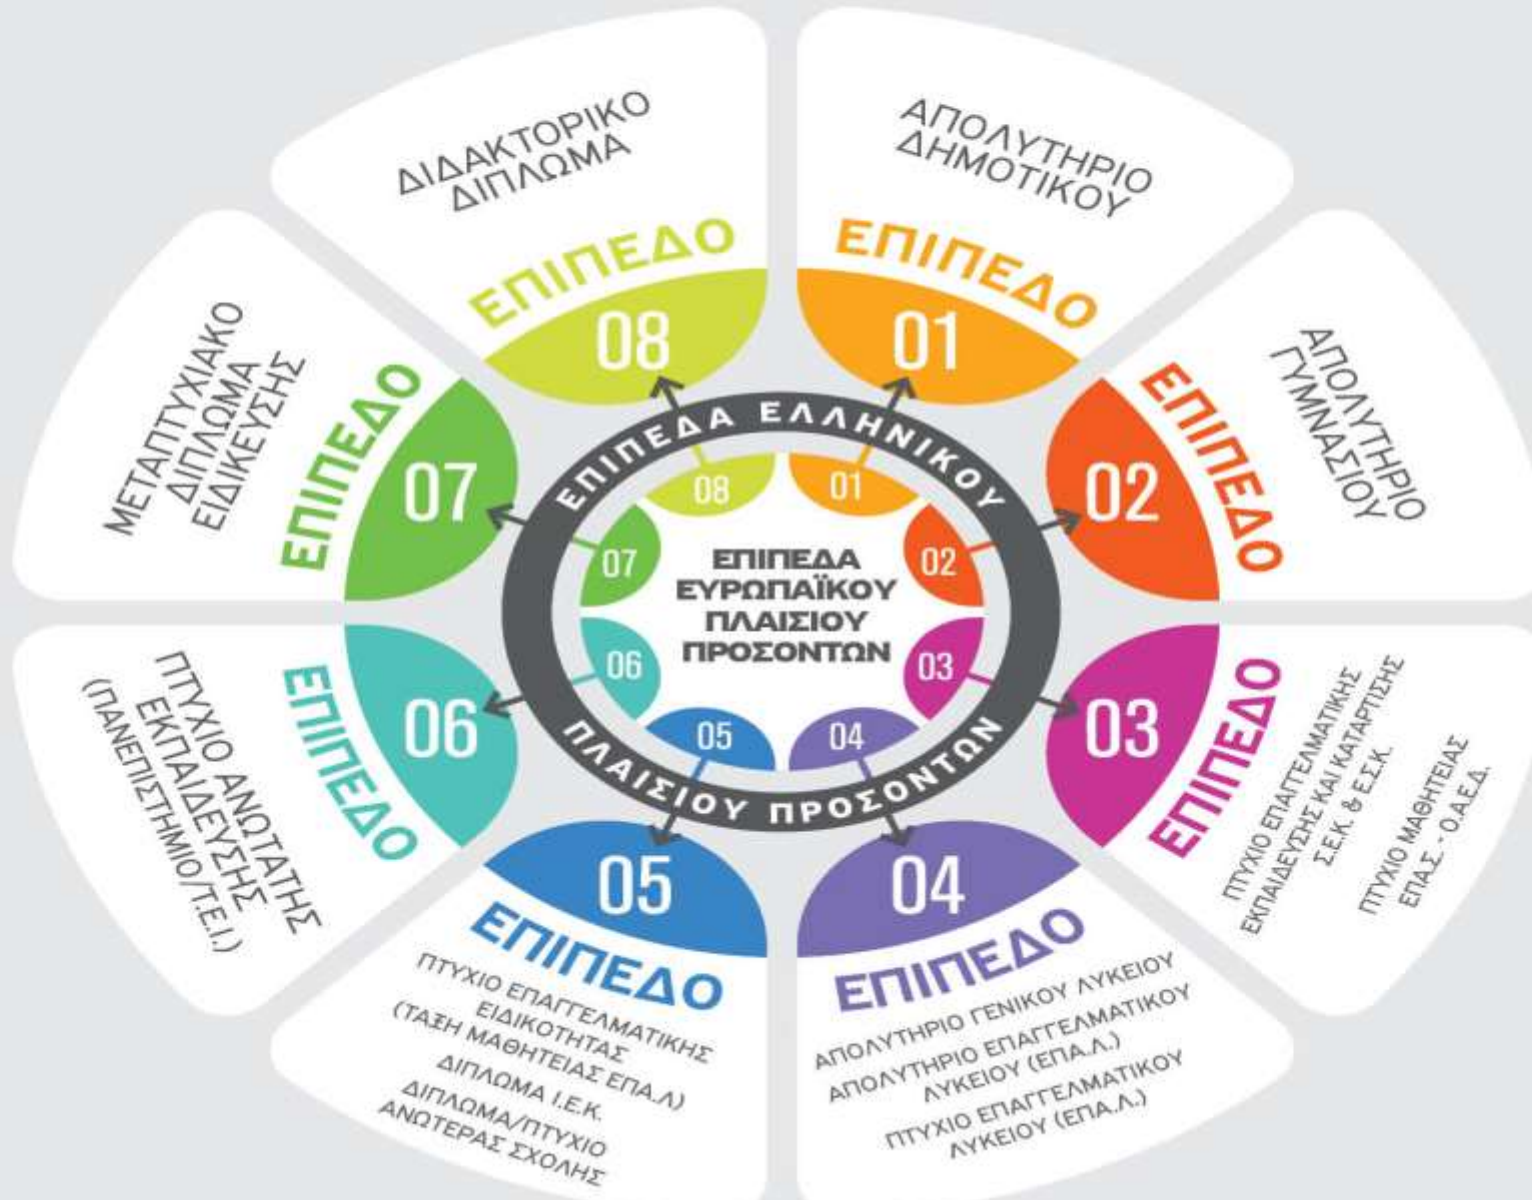 ΑΠΟΛΥΤΗΡΙΟ
ΔΗΜΟΤΙΚΟΥ
ΕΠΙΠΕΔΟ
01
ΑΠΟΛΥΤΗΡΙΟ
ΓΥΜΝΑΣΙΟΥ
ΕΠΙΠΕΔΟ
02
ΕΠΙΠΕΔΟ
03
ΠΤΥΧΙΟ ΕΠΑΓΓΕΛΜΑΤΙΚΗΣ
ΕΚΠΑΙΔΕΥΣΗΣ ΚΑΙ ΚΑΤΑΡΤΙΣΗΣ
Σ.Ε.Κ. & Ε.Σ.Κ.
ΠΤΥΧΙΟ ΜΑΘΗΤΕΙΑΣ
ΕΠΑ.Σ. - Ο.Α.Ε.Δ.
04
ΕΠΙΠΕΔΟ
ΑΠΟΛΥΤΗΡΙΟ ΓΕΝΙΚΟΥ ΛΥΚΕΙΟΥ
ΑΠΟΛΥΤΗΡΙΟ ΕΠΑΓΓΕΛΜΑΤΙΚΟΥ
ΛΥΚΕΙΟΥ (ΕΠΑ.Λ.)
ΠΤΥΧΙΟ ΕΠΑΓΓΕΛΜΑΤΙΚΟΥ
ΛΥΚΕΙΟΥ (ΕΠΑ.Λ.)
05
ΕΠΙΠΕΔΟ
ΠΤΥΧΙΟ ΕΠΑΓΓΕΛΜΑΤΙΚΗΣ
ΕΙΔΙΚΟΤΗΤΑΣ
(ΤΑΞΗ ΜΑΘΗΤΕΙΑΣ ΕΠΑ.Λ)
ΔΙΠΛΩΜΑ Ι.Ε.Κ.
ΔΙΠΛΩΜΑ/ΠΤΥΧΙΟ
ΑΝΩΤΕΡΑΣ ΣΧΟΛΗΣ
06
ΕΠΙΠΕΔΟ
ΠΤΥΧΙΟ ΑΝΩΤΑΤΗΣ
ΕΚΠΑΙΔΕΥΣΗΣ
(ΠΑΝΕΠΙΣΤΗΜΙΟ/Τ.Ε.Ι.)
ΜΕΤΑΠΤΥΧΙΑΚΟ
ΔΙΠΛΩΜΑ
ΕΙΔΙΚΕΥΣΗΣ
ΕΠΙΠΕΔΟ
07
ΔΙΔΑΚΤΟΡΙΚΟ
ΔΙΠΛΩΜΑ
ΕΠΙΠΕΔΟ
08
ΕΠΙΠΕΔΑ ΕΛΛΗΝΙΚΟΥ
ΠΛΑΙΣΙΟΥ ΠΡΟΣΟΝΤΩΝ
01
02
03
04
05
06
07
08
ΕΠΙΠΕΔΑ
ΕΥΡΩΠΑΪΚΟΥ
ΠΛΑΙΣΙΟΥ
ΠΡΟΣΟΝΤΩΝ